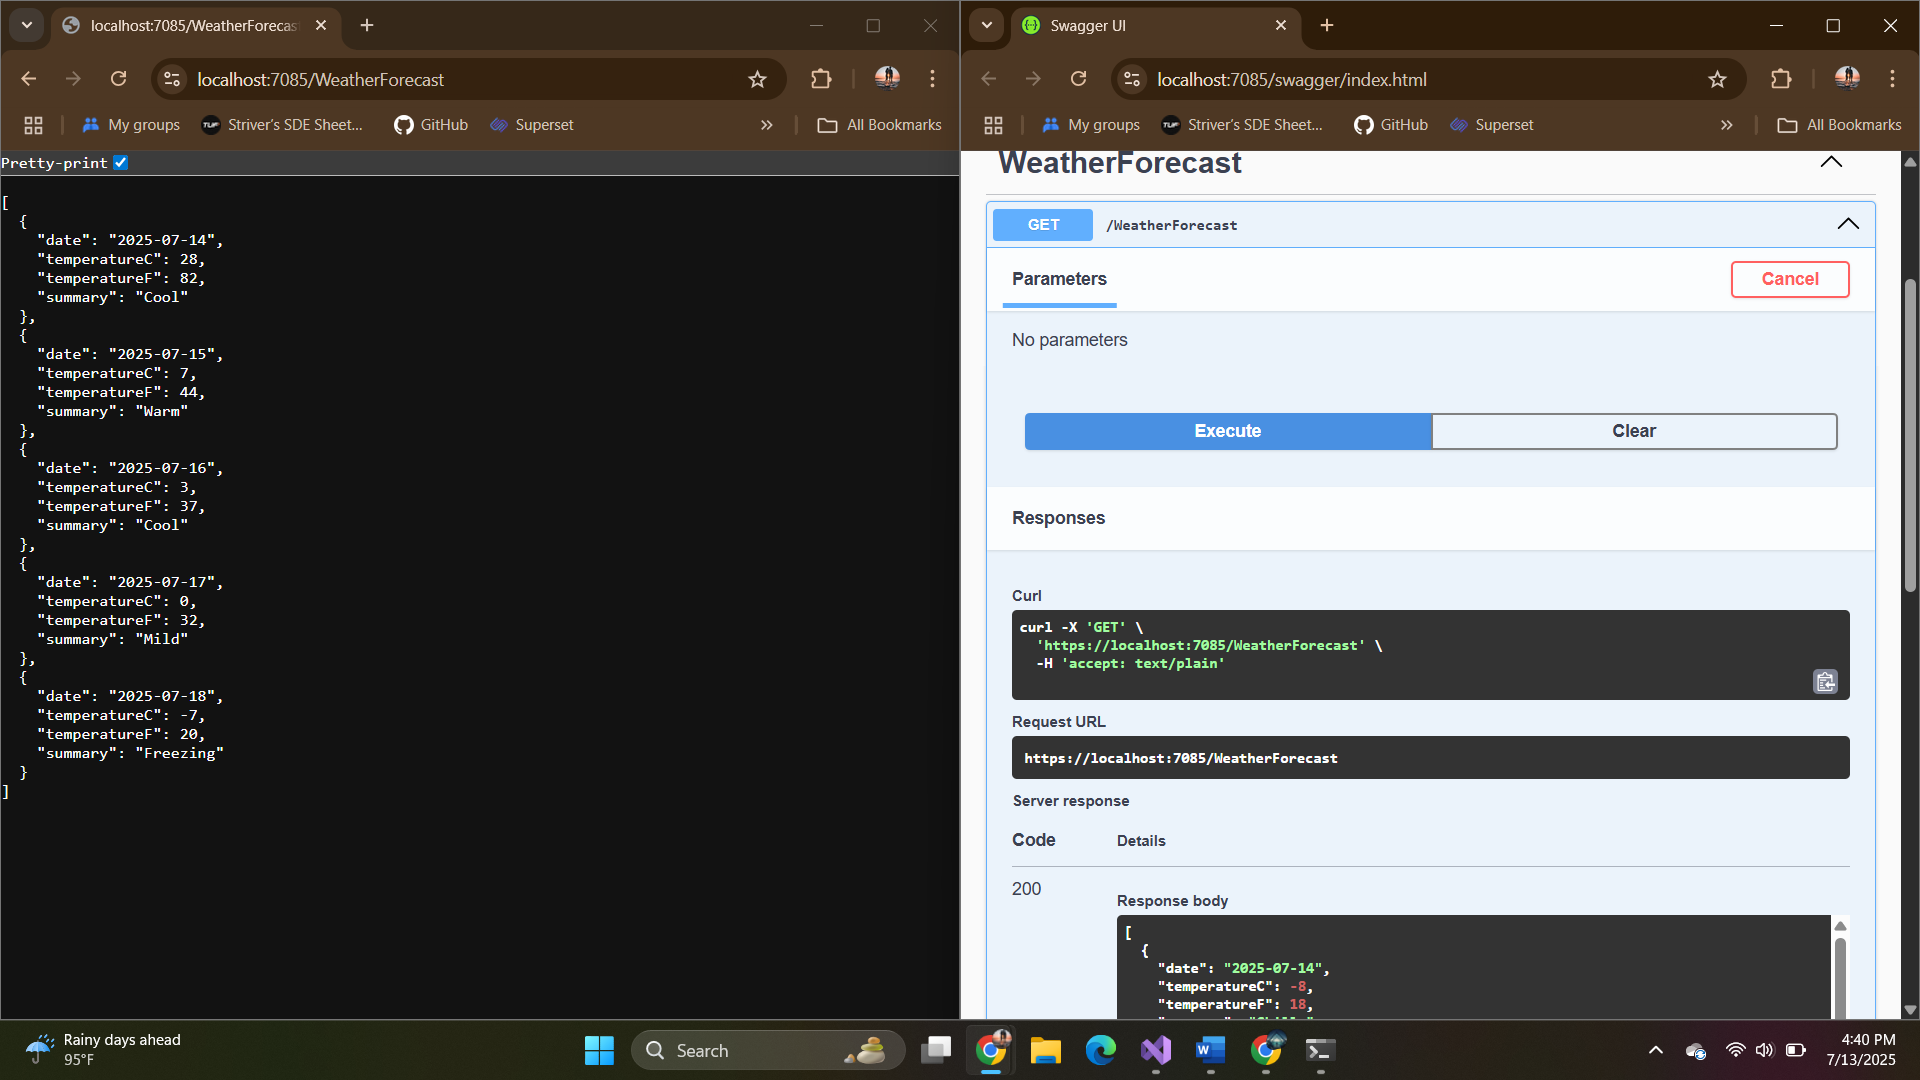 localhost:7085/WeatherForecas
localhost:7085/WeatherForecast
My groups
TUF
Striver's SDE Sheet...
GitHub
Superset
All Bookmarks
Pretty-print
[
  {
    "date": "2025-07-14",
    "temperatureC": 28,
    "temperatureF": 82,
    "summary": "Cool"
  },
  {
    "date": "2025-07-15",
    "temperatureC": 7,
    "temperatureF": 44,
    "summary": "Warm"
  },
  {
    "date": "2025-07-16",
    "temperatureC": 3,
    "temperatureF": 37,
    "summary": "Cool"
  },
  {
    "date": "2025-07-17",
    "temperatureC": 0,
    "temperatureF": 32,
    "summary": "Mild"
  },
  {
    "date": "2025-07-18",
    "temperatureC": -7,
    "temperatureF": 20,
    "summary": "Freezing"
  }
]
Swagger UI
localhost:7085/swagger/index.html
My groups
TUF
Striver's SDE Sheet...
GitHub
Superset
All Bookmarks
WeatherForecast
GET /WeatherForecast
Parameters
Cancel
No parameters
Execute
Clear
Responses
Curl
curl -X 'GET' \
  'https://localhost:7085/WeatherForecast' \
  -H 'accept: text/plain'
Request URL
https://localhost:7085/WeatherForecast
Server response
Code
Details
200
Response body
[
  {
    "date": "2025-07-14",
    "temperatureC": -8,
    "temperatureF": 18,
Rainy days ahead
95°F
Search
4:40 PM
7/13/2025